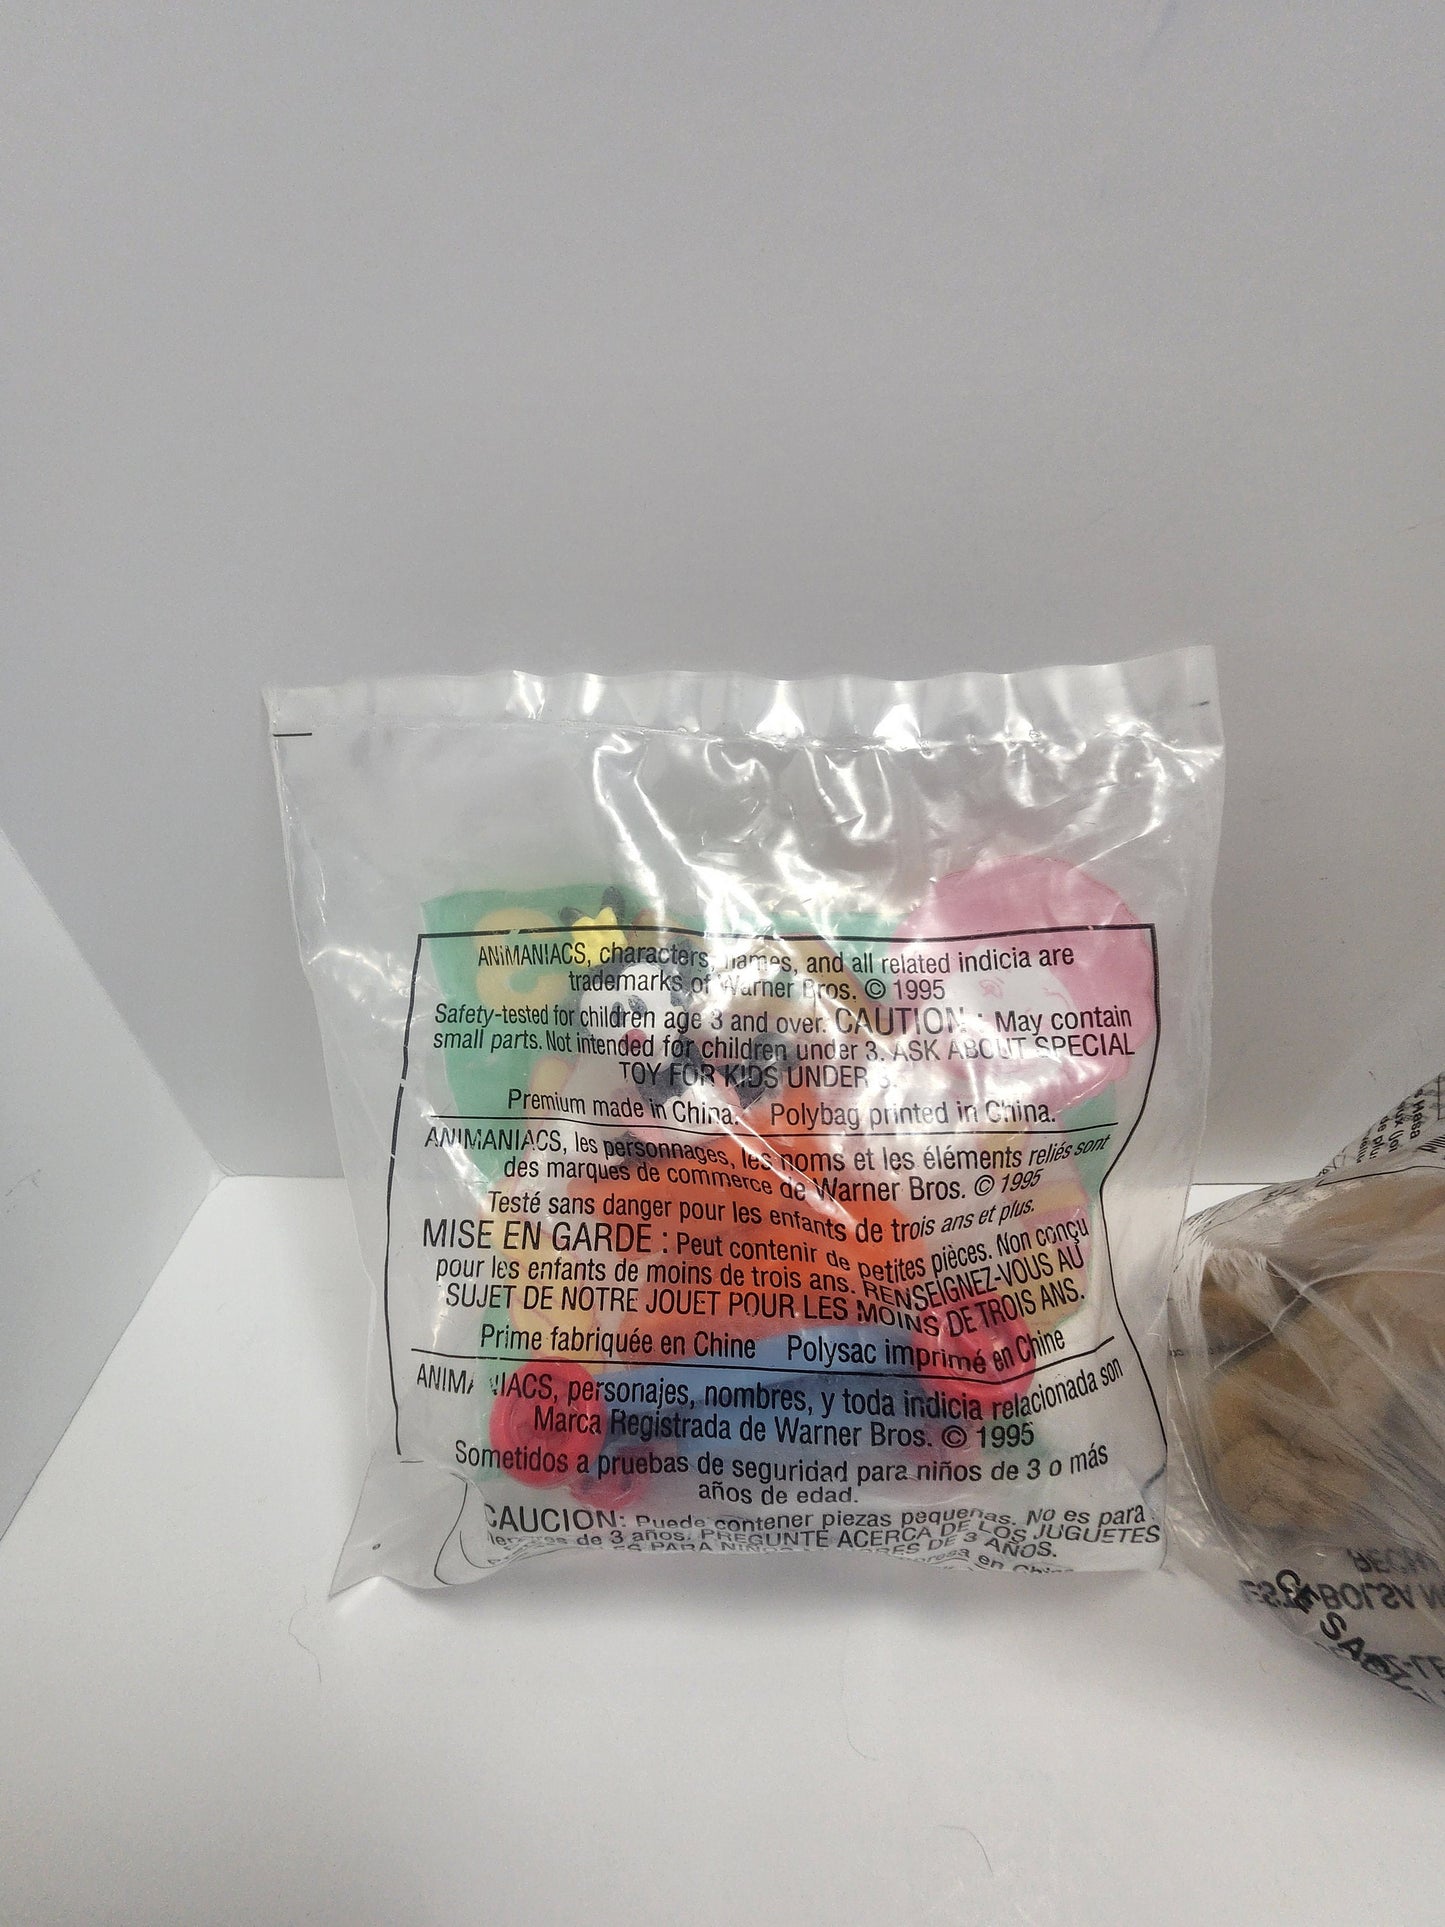 ANiMANIACS, characters, names, and all related indicia are
trademarks of Warner Bros. © 1995
Safety-tested for children age 3 and over. CAUTION : May contain
small parts. Not intended for children under 3. ASK ABOUT SPECIAL
TOY FOR KIDS UNDER 3.
Premium made in China. Polybag printed in China.
ANIMANIACS, les personnages, les noms et les éléments reliés sont
des marques de commerce de Warner Bros. © 1995
Testé sans danger pour les enfants de trois ans et plus.
MISE EN GARDE : Peut contenir de petites pièces. Non conçu
pour les enfants de moins de trois ans. RENSEIGNEZ-VOUS AU
SUJET DE NOTRE JOUET POUR LES MOINS DE TROIS ANS.
Prime fabriquée en Chine Polysac imprimé en Chine
ANIMANIACS, personajes, nombres, y toda indicia relacionada son
Marca Registrada de Warner Bros. © 1995
Sometidos a pruebas de seguridad para niños de 3 o más
años de edad.
CAUCION: Puede contener piezas pequeñas. No es para
de 3 años. PREGUNTE ACERCA DE LOS JUGUETES
PARA DE 3 AÑOS.
en China
ESTA BOLSA